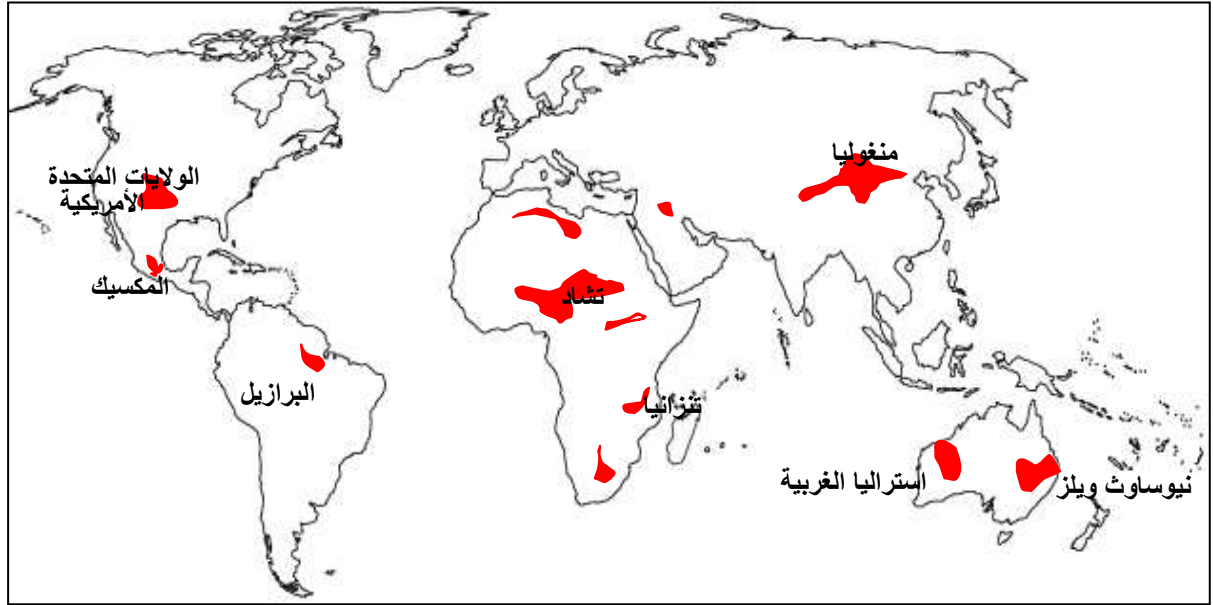 منغوليا
الولايات المتحدة
الأمريكية
المكسيك
تشاد
البرازيل
تنزانيا
استراليا الغربية
نيوساوث ويلز